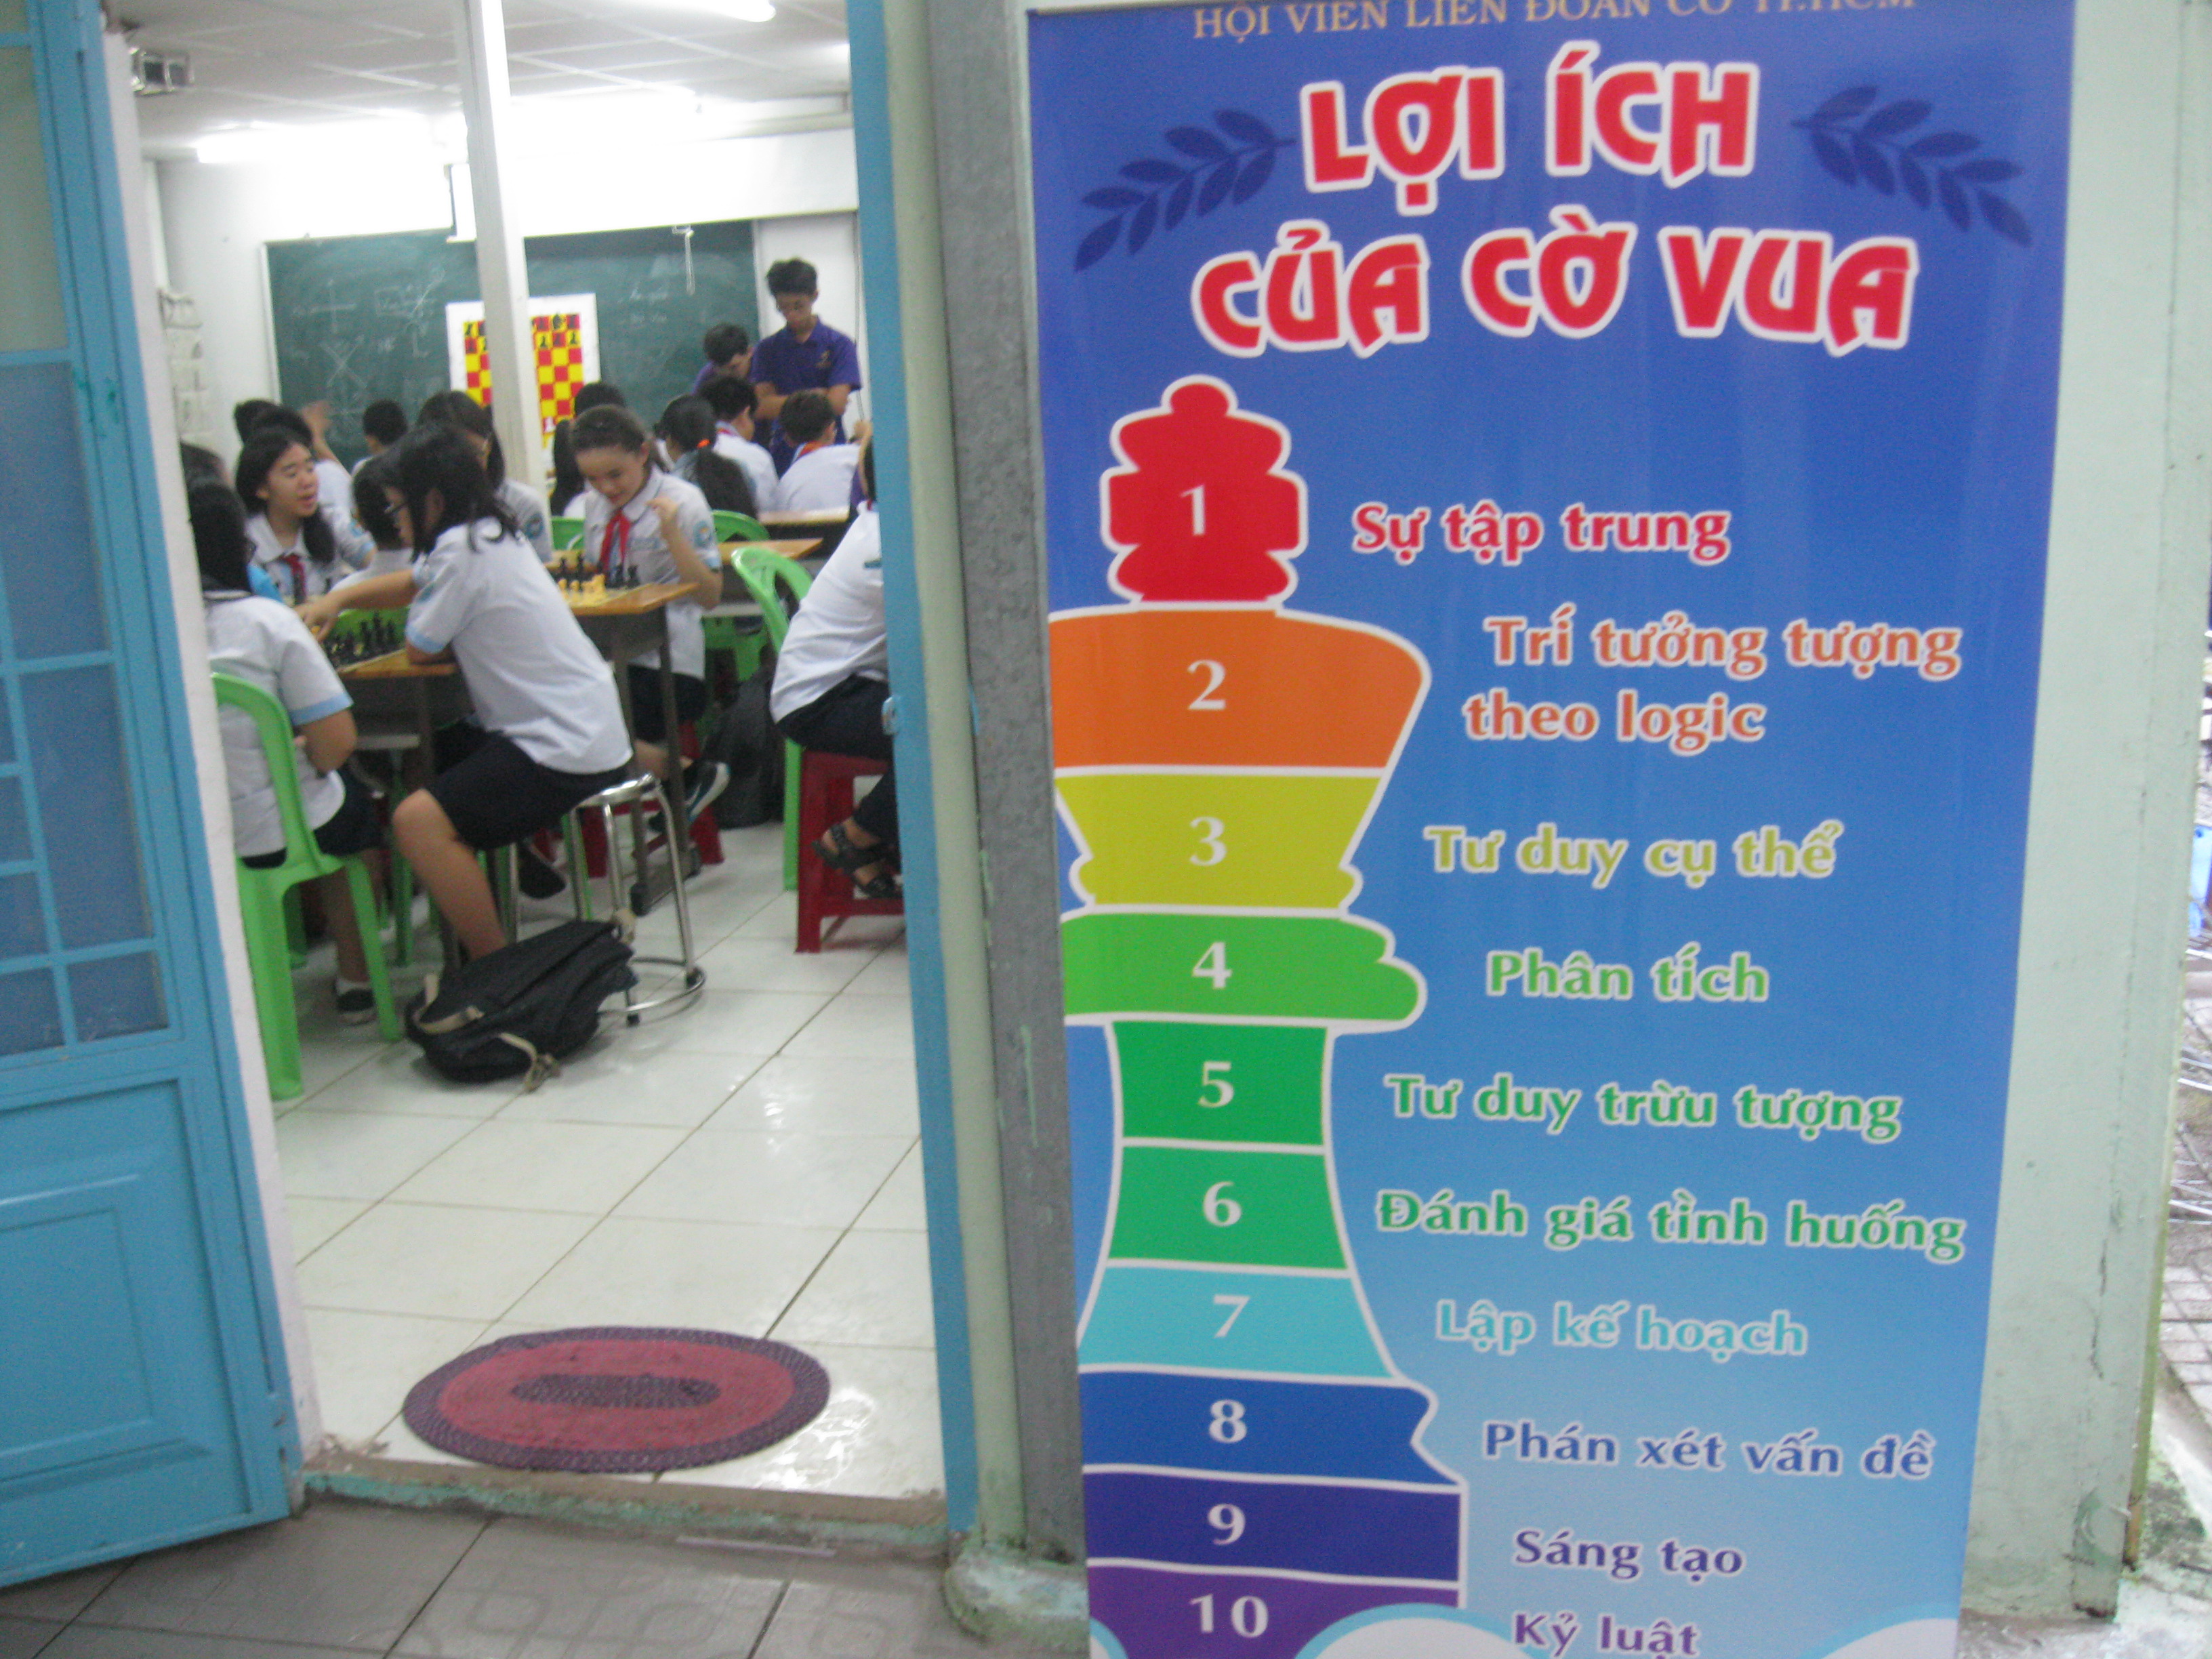 HỘI VIÊN LIÊN ĐOÀN CỜ TP.HCM
LỢI ÍCH
CỦA CỜ VUA
1 Sự tập trung
2 Trí tưởng tượng
theo logic
3 Tư duy cụ thể
4 Phân tích
5 Tư duy trừu tượng
6 Đánh giá tình huống
7 Lập kế hoạch
8 Phán xét vấn đề
9 Sáng tạo
10 Kỷ luật